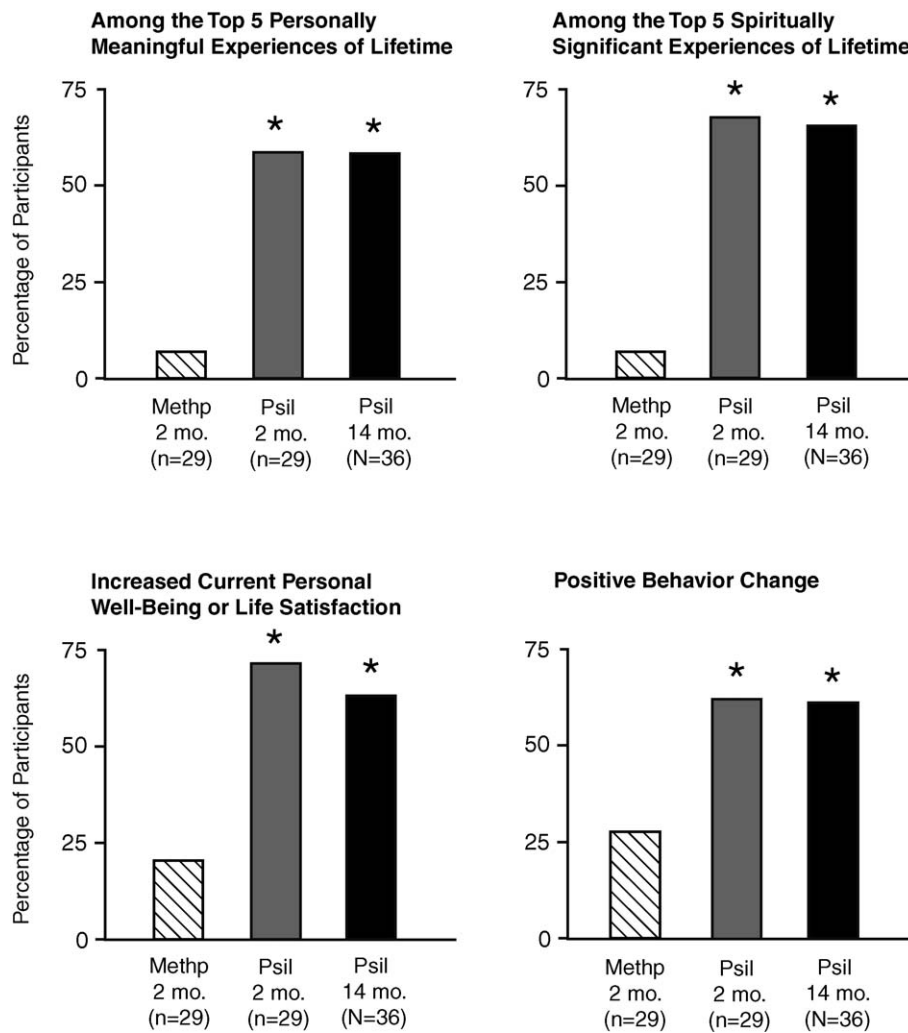 Among the Top 5 Personally
Meaningful Experiences of Lifetime
Percentage of Participants
75
50
25
0
*
*
Methp
2 mo.
(n=29)
Psil
2 mo.
(n=29)
Psil
14 mo.
(N=36)
Among the Top 5 Spiritually
Significant Experiences of Lifetime
75
50
25
0
*
*
Methp
2 mo.
(n=29)
Psil
2 mo.
(n=29)
Psil
14 mo.
(N=36)
Increased Current Personal
Well-Being or Life Satisfaction
Percentage of Participants
75
50
25
0
*
*
Methp
2 mo.
(n=29)
Psil
2 mo.
(n=29)
Psil
14 mo.
(N=36)
Positive Behavior Change
75
50
25
0
*
*
Methp
2 mo.
(n=29)
Psil
2 mo.
(n=29)
Psil
14 mo.
(N=36)